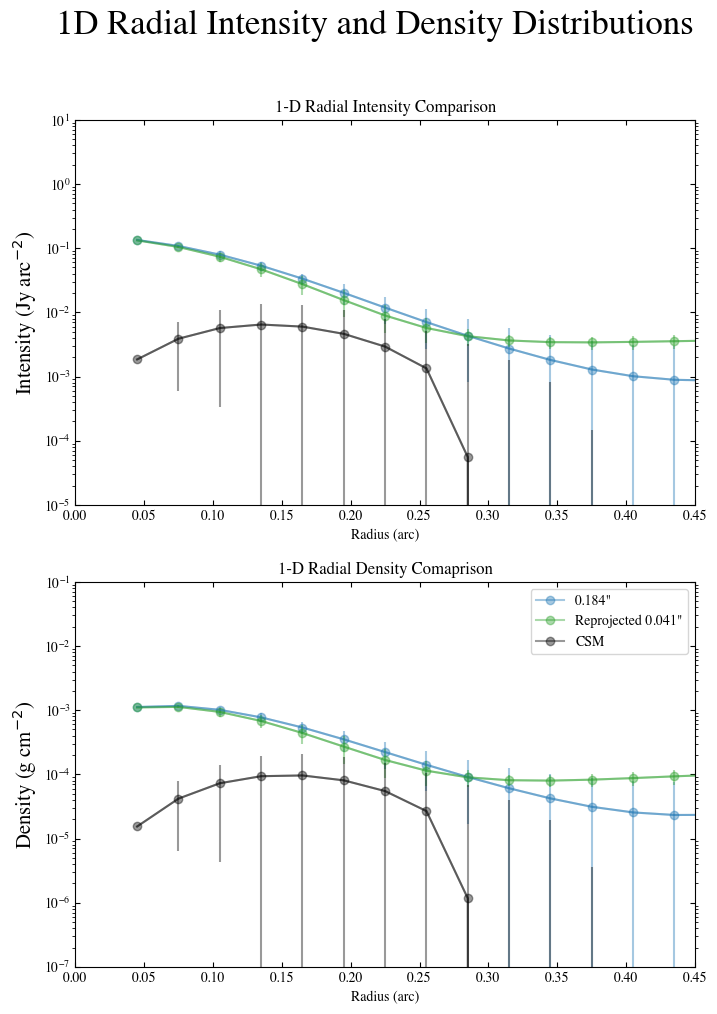 1D Radial Intensity and Density Distributions
1-D Radial Intensity Comparison
10¹
10⁰
10⁻¹
10⁻²
10⁻³
10⁻⁴
10⁻⁵
Intensity (Jy arc⁻²)
0.00 0.05 0.10 0.15 0.20 0.25 0.30 0.35 0.40 0.45
Radius (arc)
1-D Radial Density Comaprison
10⁻¹
10⁻²
10⁻³
10⁻⁴
10⁻⁵
10⁻⁶
10⁻⁷
Density (g cm⁻²)
0.184"
Reprojected 0.041"
CSM
0.00 0.05 0.10 0.15 0.20 0.25 0.30 0.35 0.40 0.45
Radius (arc)